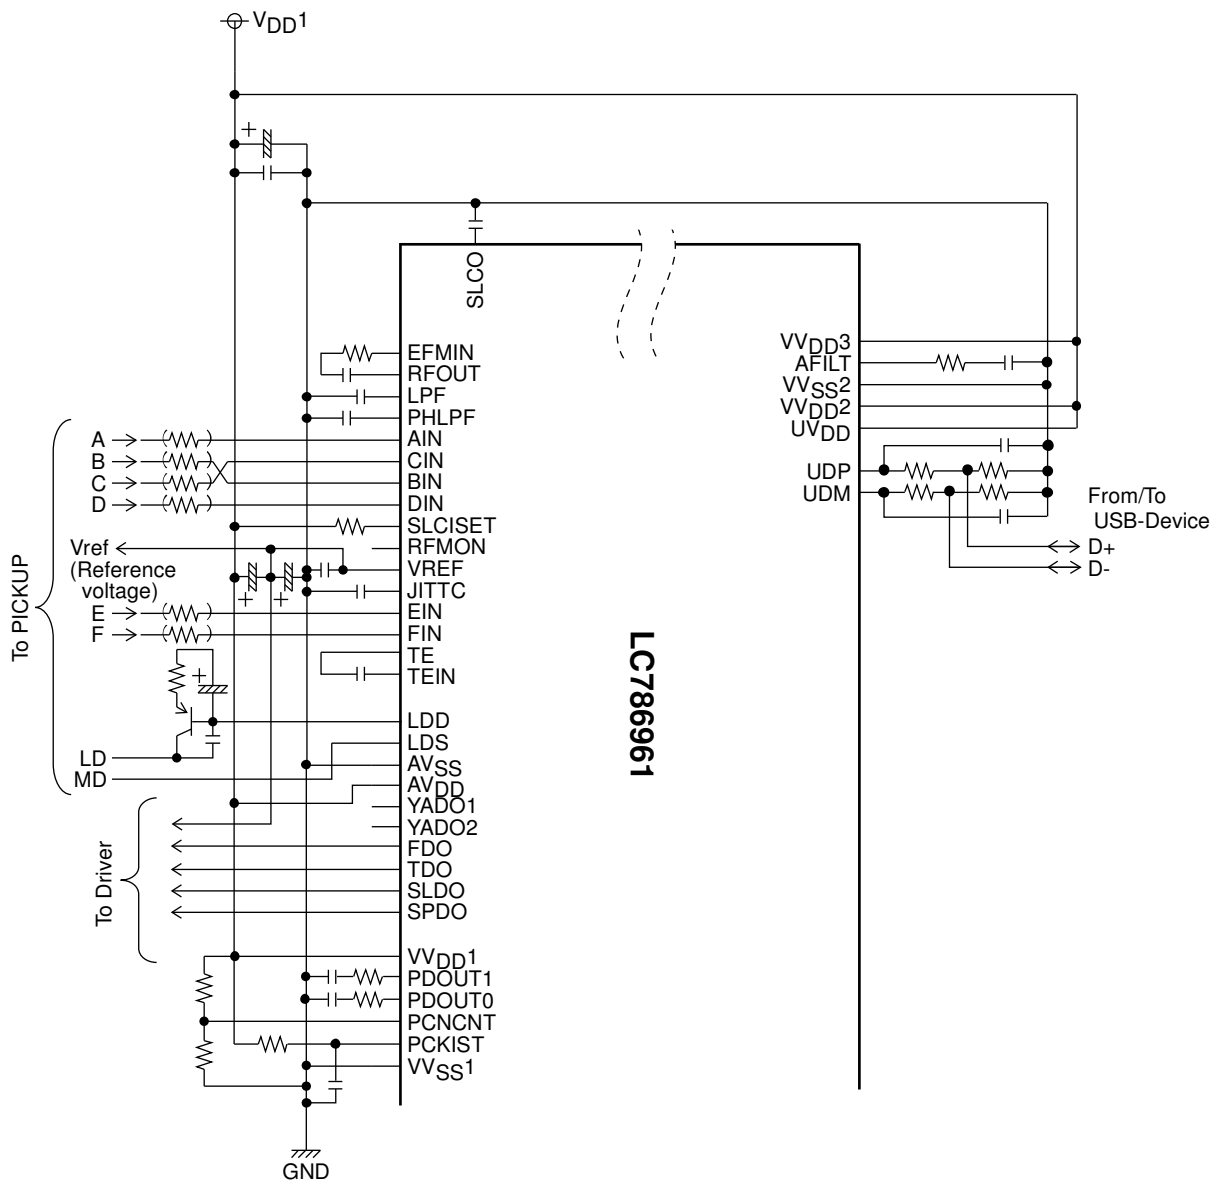 VDD1
+
SLCO
EFMIN
RFOUT
LPF
PHLPF
A
AIN
B
CIN
C
BIN
D
DIN
SLCISET
Vref
(Reference
voltage)
RFMON
VREF
+
+
JITTC
E
EIN
F
FIN
TE
TEIN
+
LDD
LDS
LD
AVSS
MD
AVDD
YADO1
YADO2
FDO
TDO
SLDO
SPDO
To PICKUP
To Driver
VVDD1
PDOUT1
PDOUT0
PCNCNT
PCKIST
VVSS1
GND
LC786961
VVDD3
AFILT
VVSS2
VVDD2
UVDD
UDP
UDM
From/To
USB-Device
D+
D-